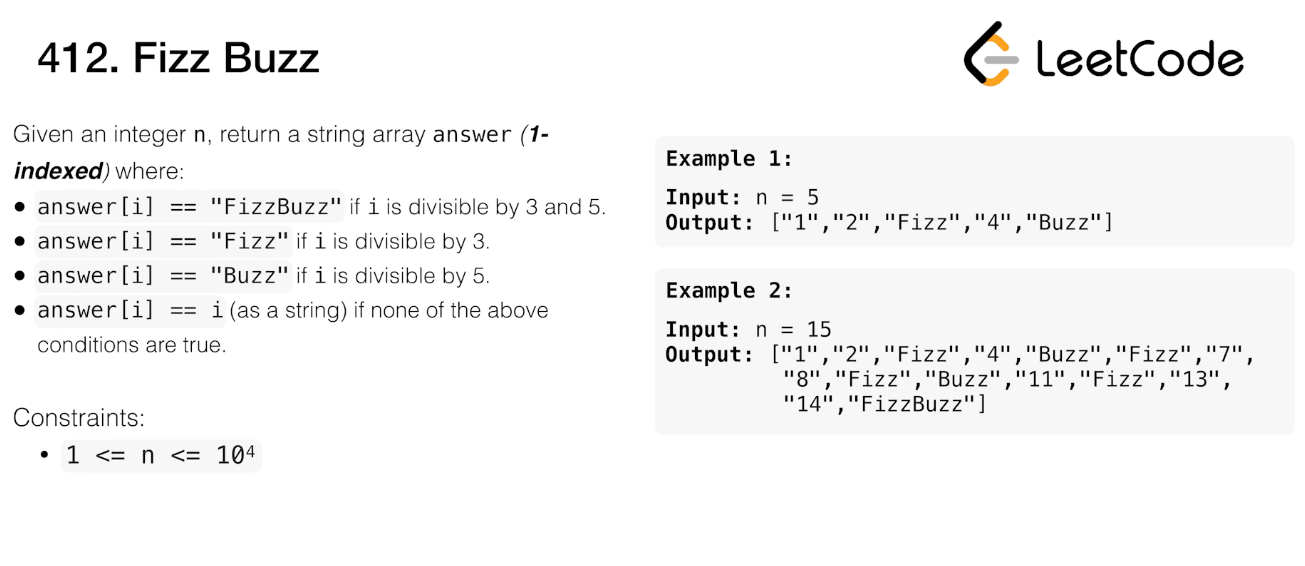 412. Fizz Buzz
LeetCode
Given an integer n, return a string array answer (1-
indexed) where:
● answer[i] == "FizzBuzz" if i is divisible by 3 and 5.
● answer[i] == "Fizz" if i is divisible by 3.
● answer[i] == "Buzz" if i is divisible by 5.
● answer[i] == i (as a string) if none of the above
conditions are true.
Constraints:
• 1 <= n <= 10⁴
Example 1:
Input: n = 5
Output: ["1","2","Fizz","4","Buzz"]
Example 2:
Input: n = 15
Output: ["1","2","Fizz","4","Buzz","Fizz","7",
"8","Fizz","Buzz","11","Fizz","13",
"14","FizzBuzz"]